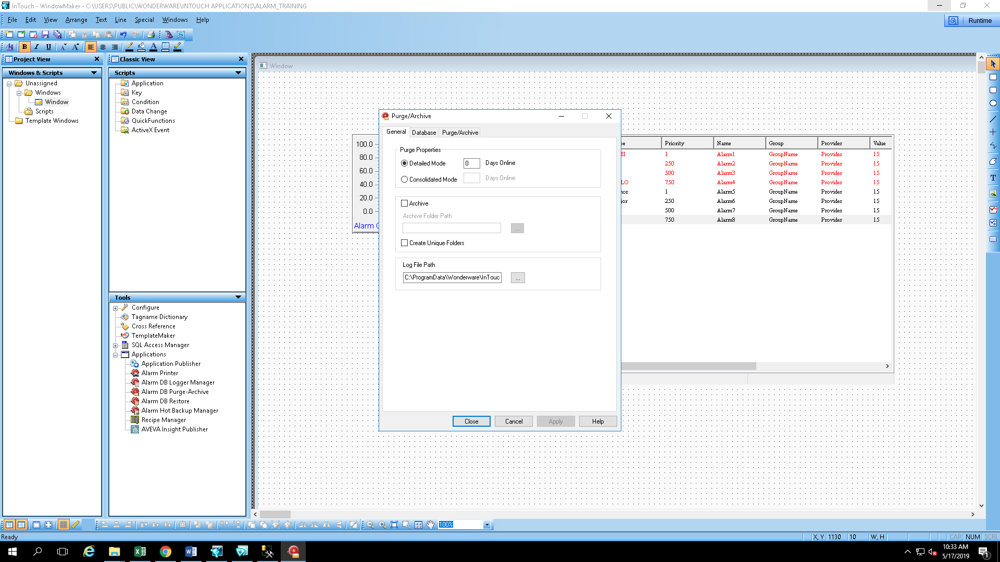 InTouch - WindowMaker - C:\USERS\PUBLIC\WONDERWARE\INTOUCH APPLICATIONS\ALARM_TRAINING
File Edit View Arrange Text Line Special Windows Help
Runtime
Project View
Windows & Scripts
Unassigned
Windows
Window
Scripts
Template Windows
Classic View
Scripts
Application
Key
Condition
Data Change
QuickFunctions
ActiveX Event
Tools
Configure
Tagname Dictionary
Cross Reference
TemplateMaker
SQL Access Manager
Applications
Application Publisher
Alarm Printer
Alarm DB Logger Manager
Alarm DB Purge-Archive
Alarm DB Restore
Alarm Hot Backup Manager
Recipe Manager
AVEVA Insight Publisher
Window
100.0
80.0
60.0
40.0
20.0
0.0
Alarm
Purge/Archive
General Database Purge/Archive
Purge Properties
Detailed Mode 0 Days Online
Consolidated Mode Days Online
Archive
Archive Folder Path
...
Create Unique Folders
Log File Path
C:\ProgramData\Wonderware\InTouc ...
Close Cancel Apply Help
Priority Name Group Provider Value
1 Alarm1 GroupName Provider 15
250 Alarm2 GroupName Provider 15
500 Alarm3 GroupName Provider 15
LO 750 Alarm4 GroupName Provider 15
1 Alarm5 GroupName Provider 15
250 Alarm6 GroupName Provider 15
500 Alarm7 GroupName Provider 15
750 Alarm8 GroupName Provider 15
100%
Ready
X, Y 1130 10 W, H CAP NUM SCRL
10:33 AM
5/17/2019
1